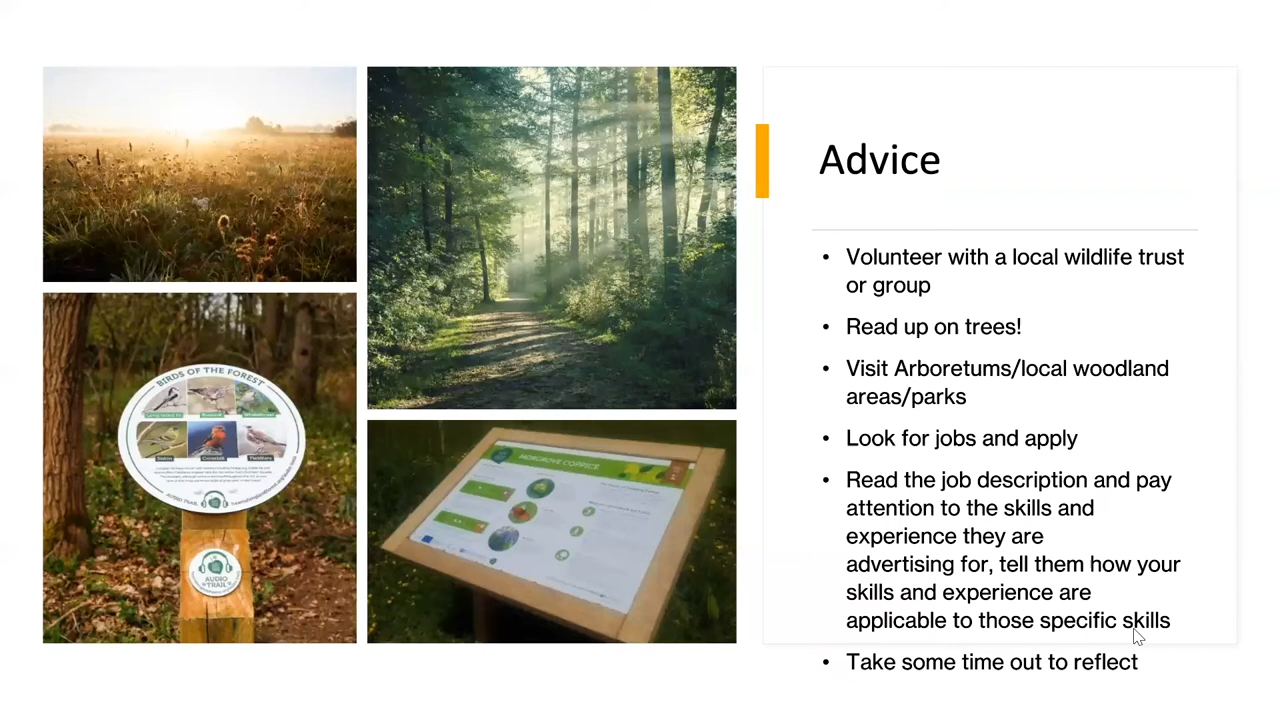 Advice
• Volunteer with a local wildlife trust
or group
• Read up on trees!
• Visit Arboretums/local woodland
areas/parks
• Look for jobs and apply
• Read the job description and pay
attention to the skills and
experience they are
advertising for, tell them how your
skills and experience are
applicable to those specific skills
• Take some time out to reflect
BIRDS OF THE FOREST
AUDIO TRAIL
AUDIO
TRAIL
COPPICE